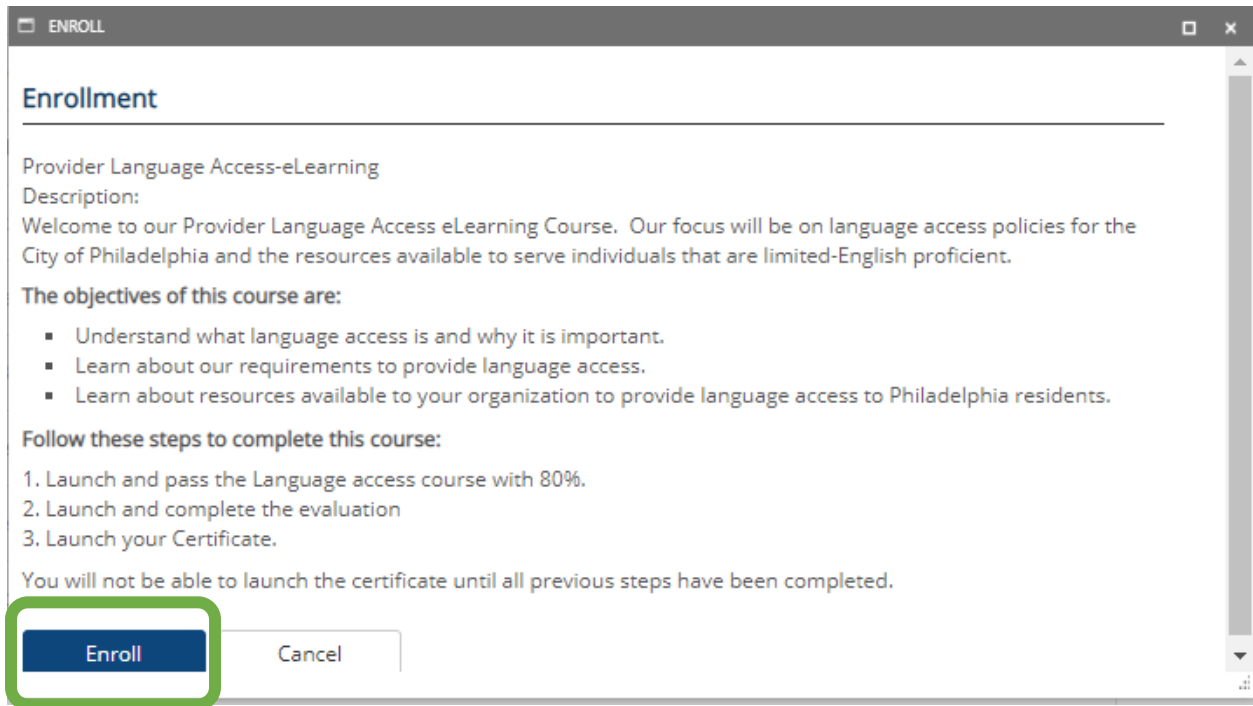 ENROLL
Enrollment
Provider Language Access-eLearning
Description:
Welcome to our Provider Language Access eLearning Course.  Our focus will be on language access policies for the
City of Philadelphia and the resources available to serve individuals that are limited-English proficient.
The objectives of this course are:
▪ Understand what language access is and why it is important.
▪ Learn about our requirements to provide language access.
▪ Learn about resources available to your organization to provide language access to Philadelphia residents.
Follow these steps to complete this course:
1. Launch and pass the Language access course with 80%.
2. Launch and complete the evaluation
3. Launch your Certificate.
You will not be able to launch the certificate until all previous steps have been completed.
Enroll Cancel